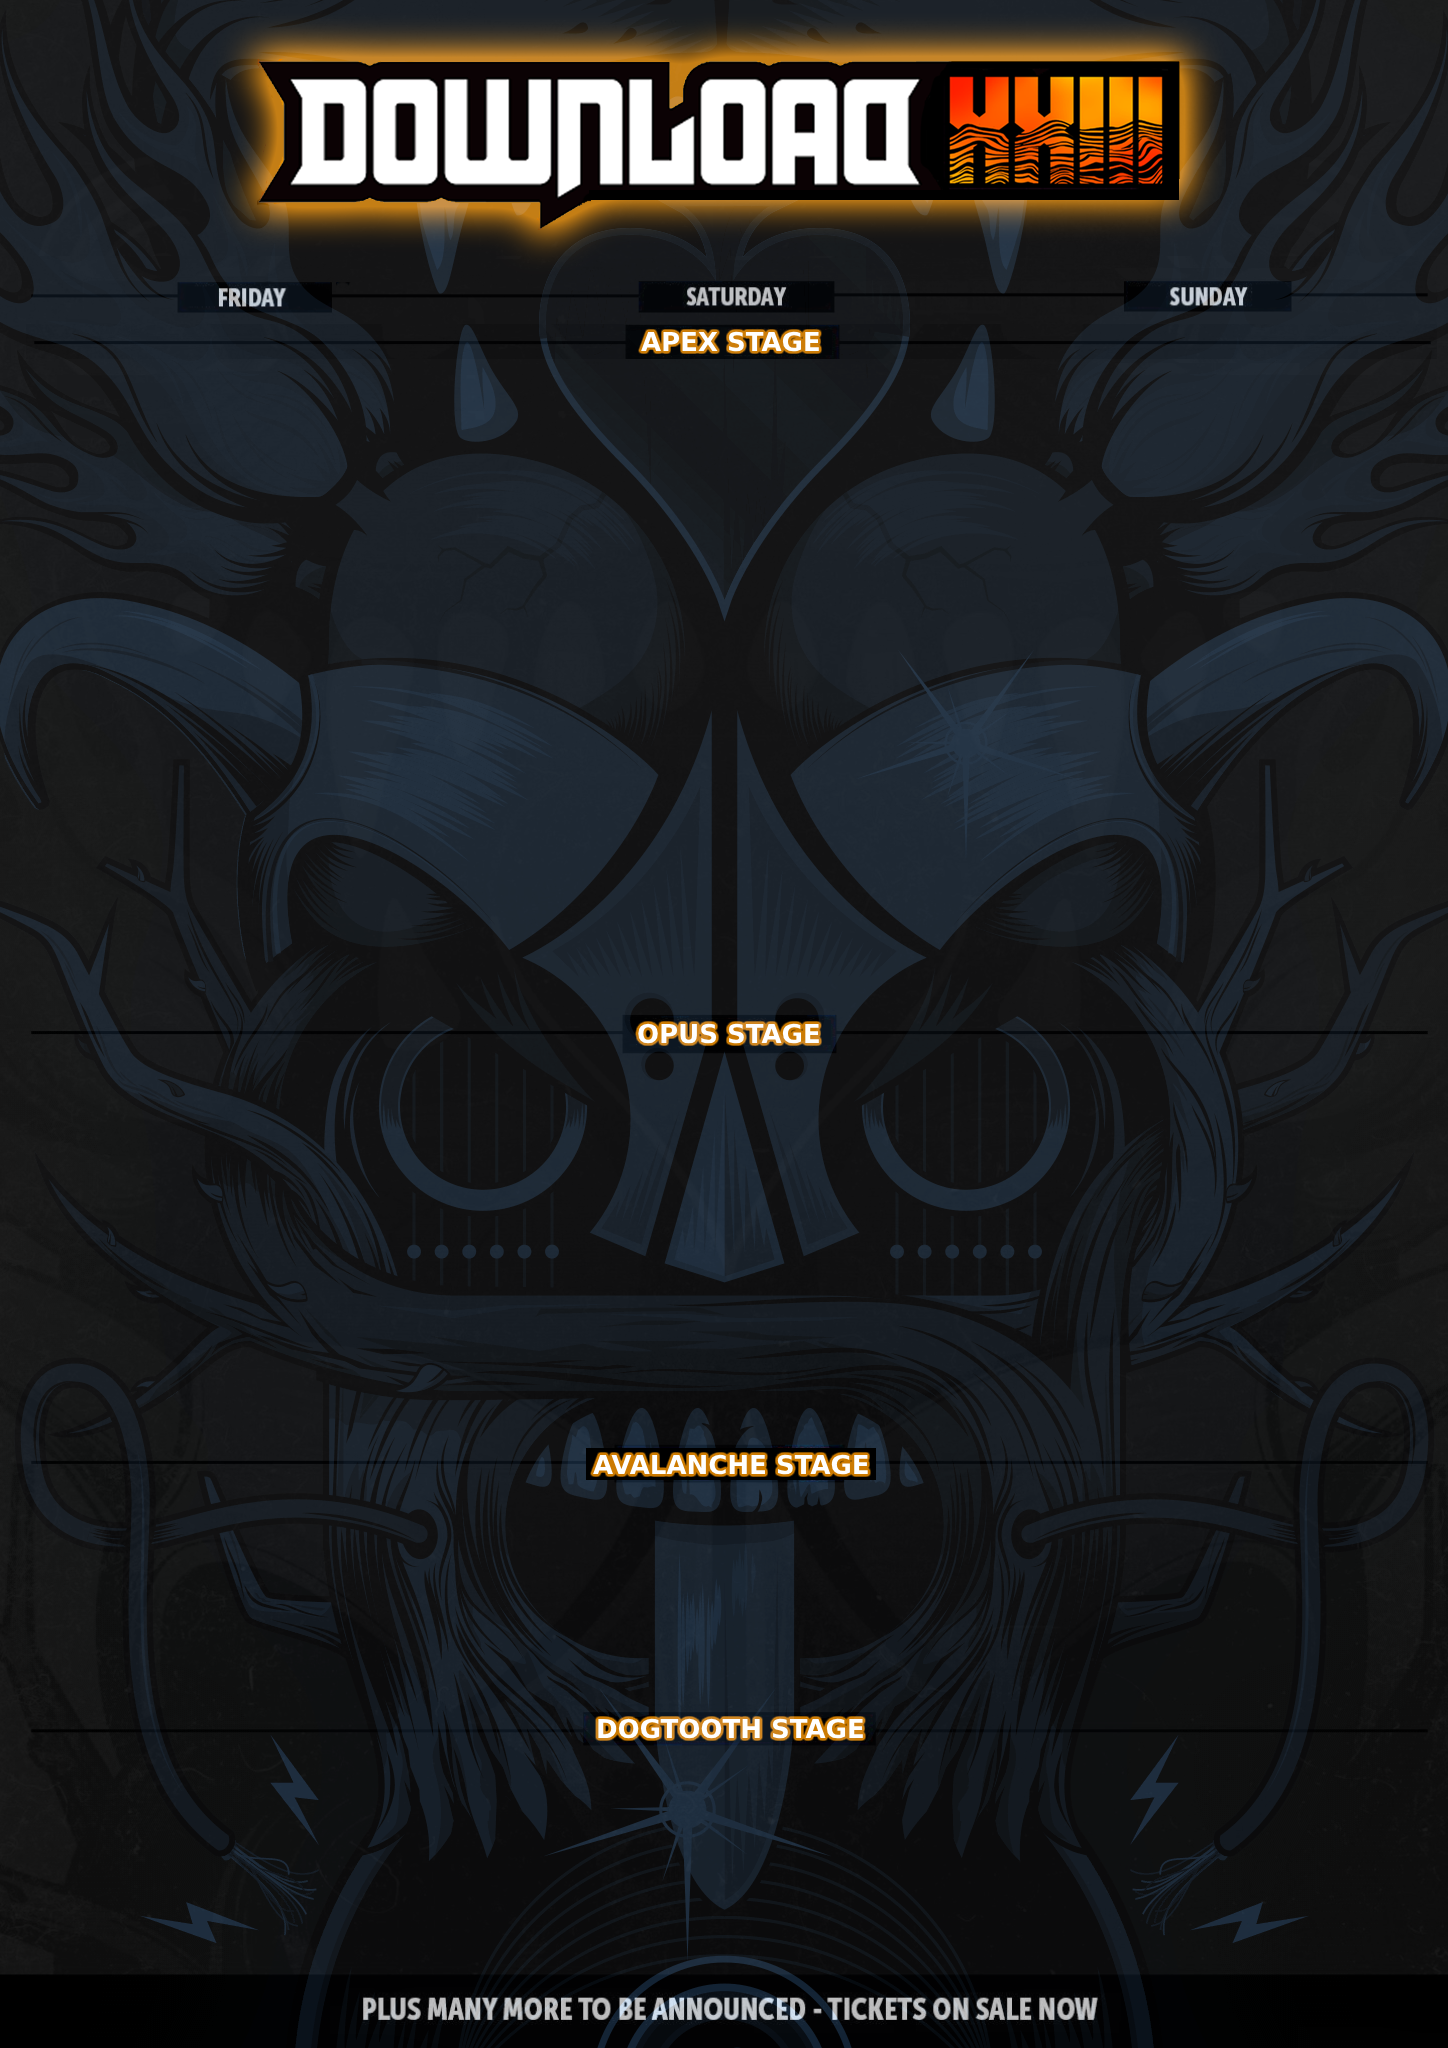 DOWNLOAD XXIII
FRIDAY SATURDAY SUNDAY
APEX STAGE
OPUS STAGE
AVALANCHE STAGE
DOGTOOTH STAGE
PLUS MANY MORE TO BE ANNOUNCED - TICKETS ON SALE NOW